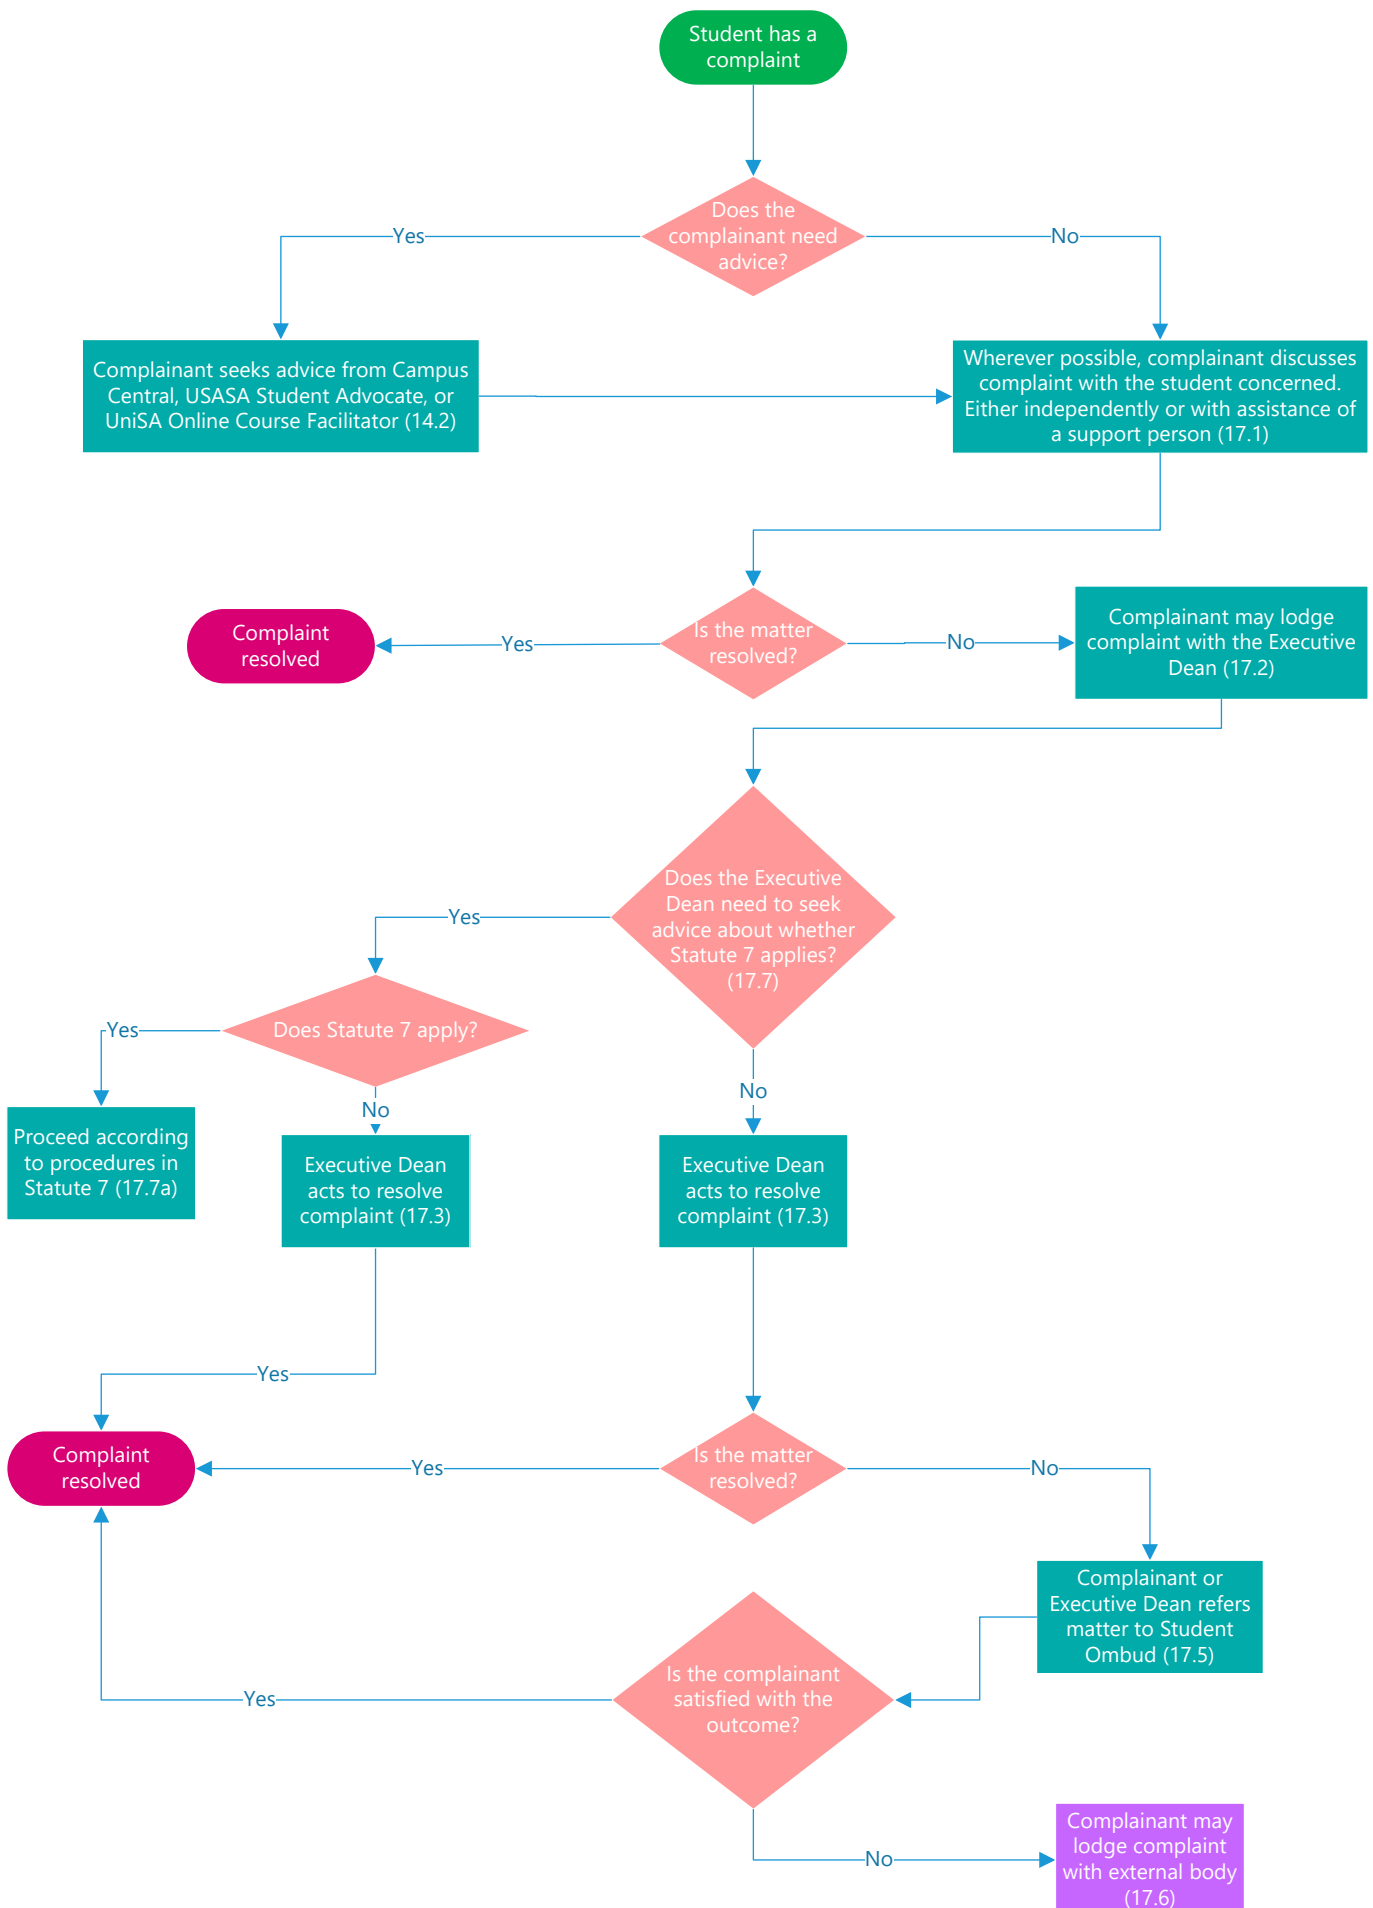 Student has a
complaint
Does the
complainant need
advice?
Yes
No
Complainant seeks advice from Campus
Central, USASA Student Advocate, or
UniSA Online Course Facilitator (14.2)
Wherever possible, complainant discusses
complaint with the student concerned.
Either independently or with assistance of
a support person (17.1)
Complaint
resolved
Yes
Is the matter
resolved?
No
Complainant may lodge
complaint with the Executive
Dean (17.2)
Does the Executive
Dean need to seek
advice about whether
Statute 7 applies?
(17.7)
Yes
Does Statute 7 apply?
Yes
No
No
Proceed according
to procedures in
Statute 7 (17.7a)
Executive Dean
acts to resolve
complaint (17.3)
Executive Dean
acts to resolve
complaint (17.3)
Yes
Complaint
resolved
Yes
Is the matter
resolved?
No
Complainant or
Executive Dean refers
matter to Student
Ombud (17.5)
Is the complainant
satisfied with the
outcome?
Yes
No
Complainant may
lodge complaint
with external body
(17.6)